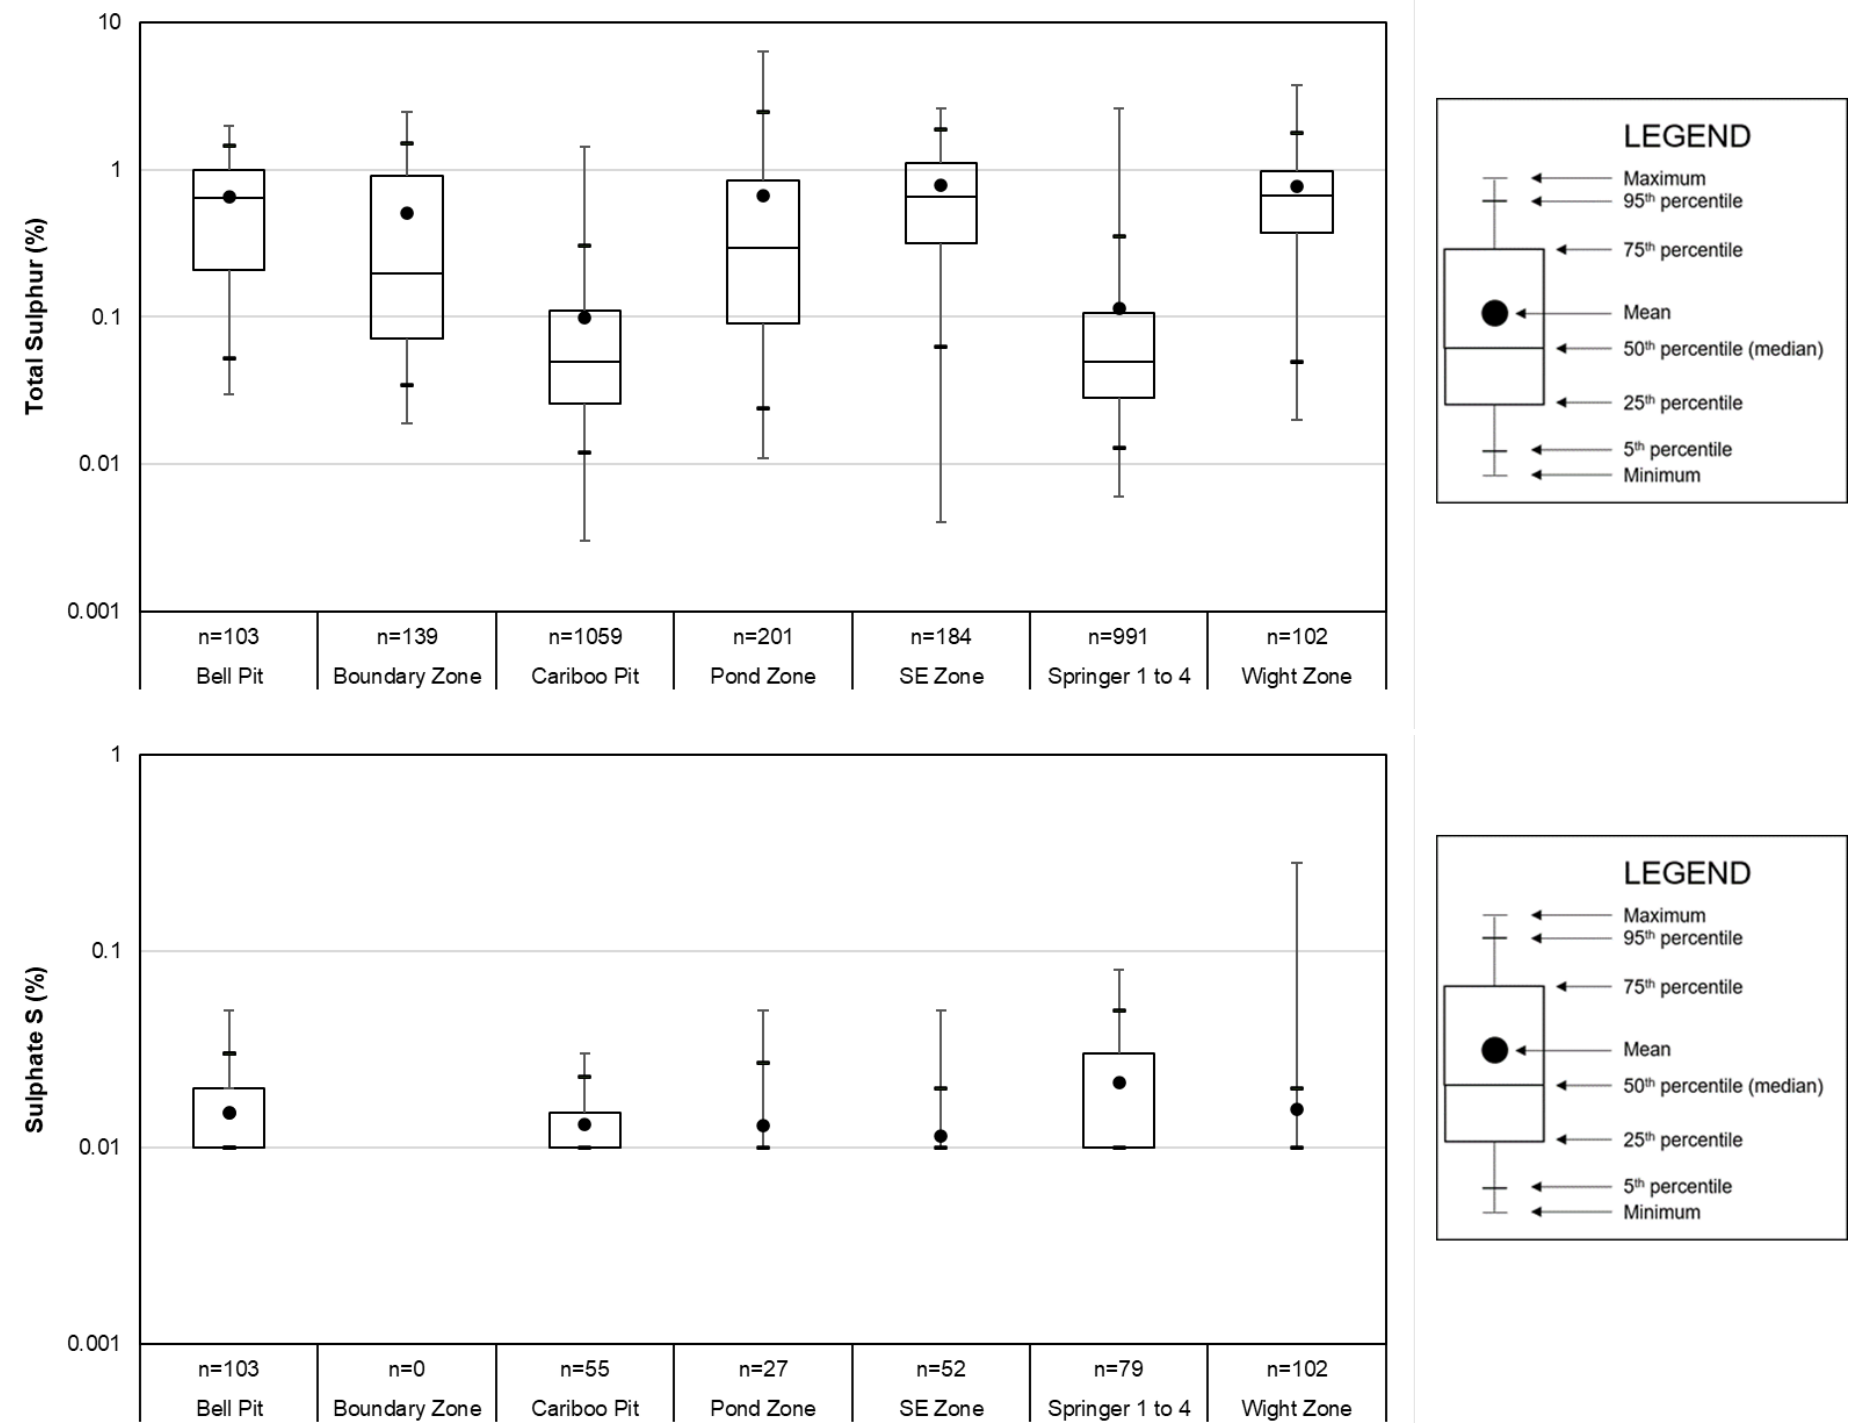 10
1
0.1
0.01
0.001
Total Sulphur (%)
n=103 n=139 n=1059 n=201 n=184 n=991 n=102
Bell Pit Boundary Zone Cariboo Pit Pond Zone SE Zone Springer 1 to 4 Wight Zone
LEGEND
Maximum
95th percentile
75th percentile
Mean
50th percentile (median)
25th percentile
5th percentile
Minimum
1
0.1
0.01
0.001
Sulphate S (%)
n=103 n=0 n=55 n=27 n=52 n=79 n=102
Bell Pit Boundary Zone Cariboo Pit Pond Zone SE Zone Springer 1 to 4 Wight Zone
LEGEND
Maximum
95th percentile
75th percentile
Mean
50th percentile (median)
25th percentile
5th percentile
Minimum